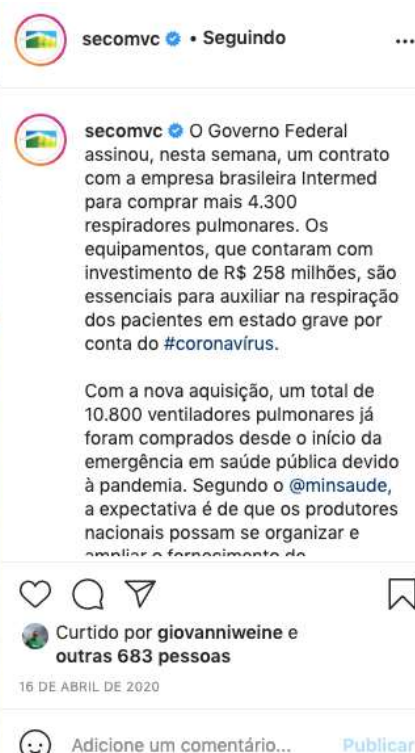 secomvc • Seguindo
...
secomvc O Governo Federal
assinou, nesta semana, um contrato
com a empresa brasileira Intermed
para comprar mais 4.300
respiradores pulmonares. Os
equipamentos, que contaram com
investimento de R$ 258 milhões, são
essenciais para auxiliar na respiração
dos pacientes em estado grave por
conta do #coronavírus.
Com a nova aquisição, um total de
10.800 ventiladores pulmonares já
foram comprados desde o início da
emergência em saúde pública devido
à pandemia. Segundo o @minsaude,
a expectativa é de que os produtores
nacionais possam se organizar e
ampliar o fornecimento de
Curtido por giovanniweine e
outras 683 pessoas
16 DE ABRIL DE 2020
Adicione um comentário... Publicar